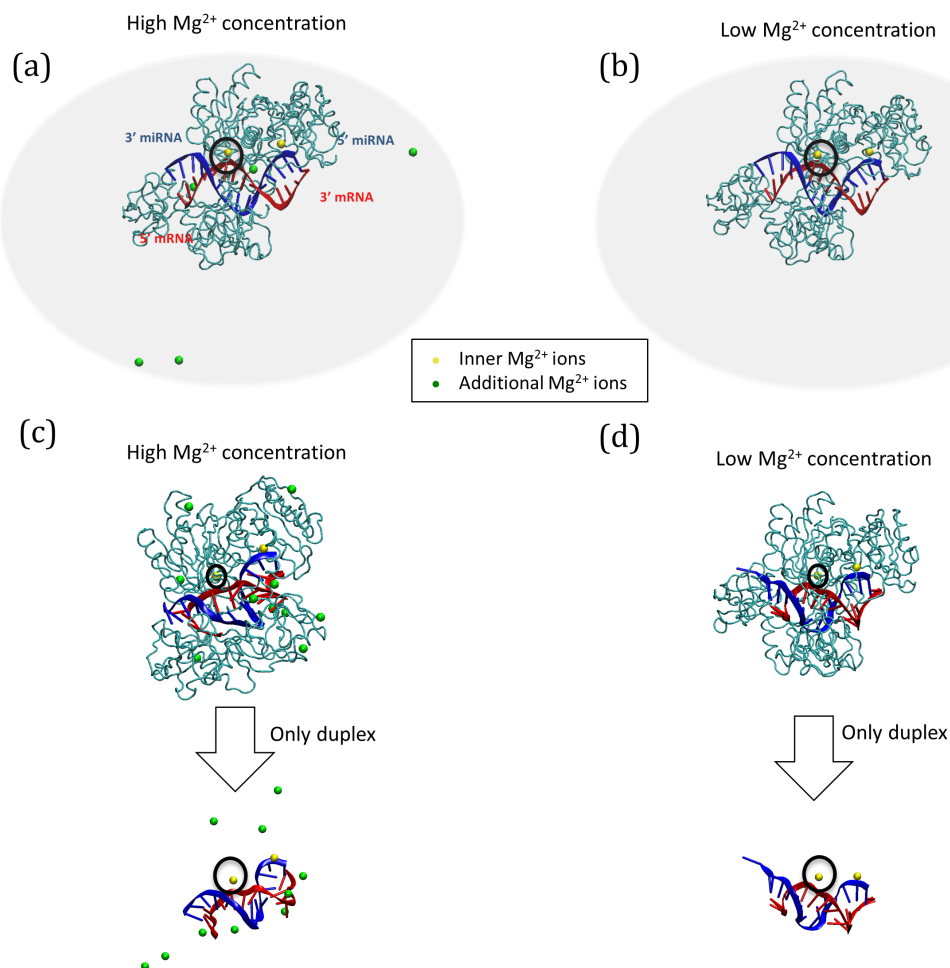 High Mg²⁺ concentration
Low Mg²⁺ concentration
(a)
(b)
3’ miRNA
5’ miRNA
3’ mRNA
5’ mRNA
Inner Mg²⁺ ions
Additional Mg²⁺ ions
(c)
(d)
High Mg²⁺ concentration
Low Mg²⁺ concentration
Only duplex
Only duplex